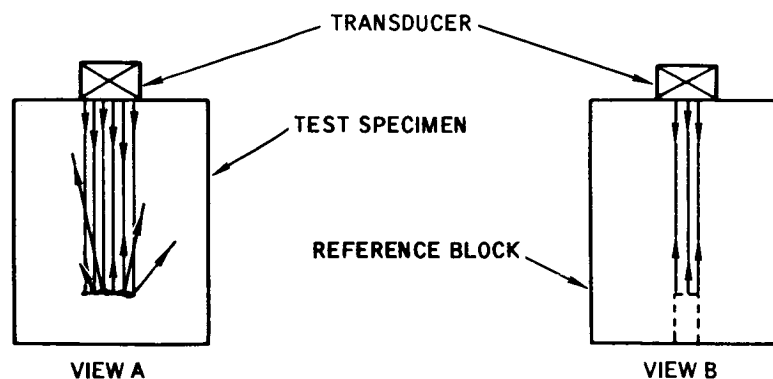 TRANSDUCER
TEST SPECIMEN
REFERENCE BLOCK
VIEW A
VIEW B